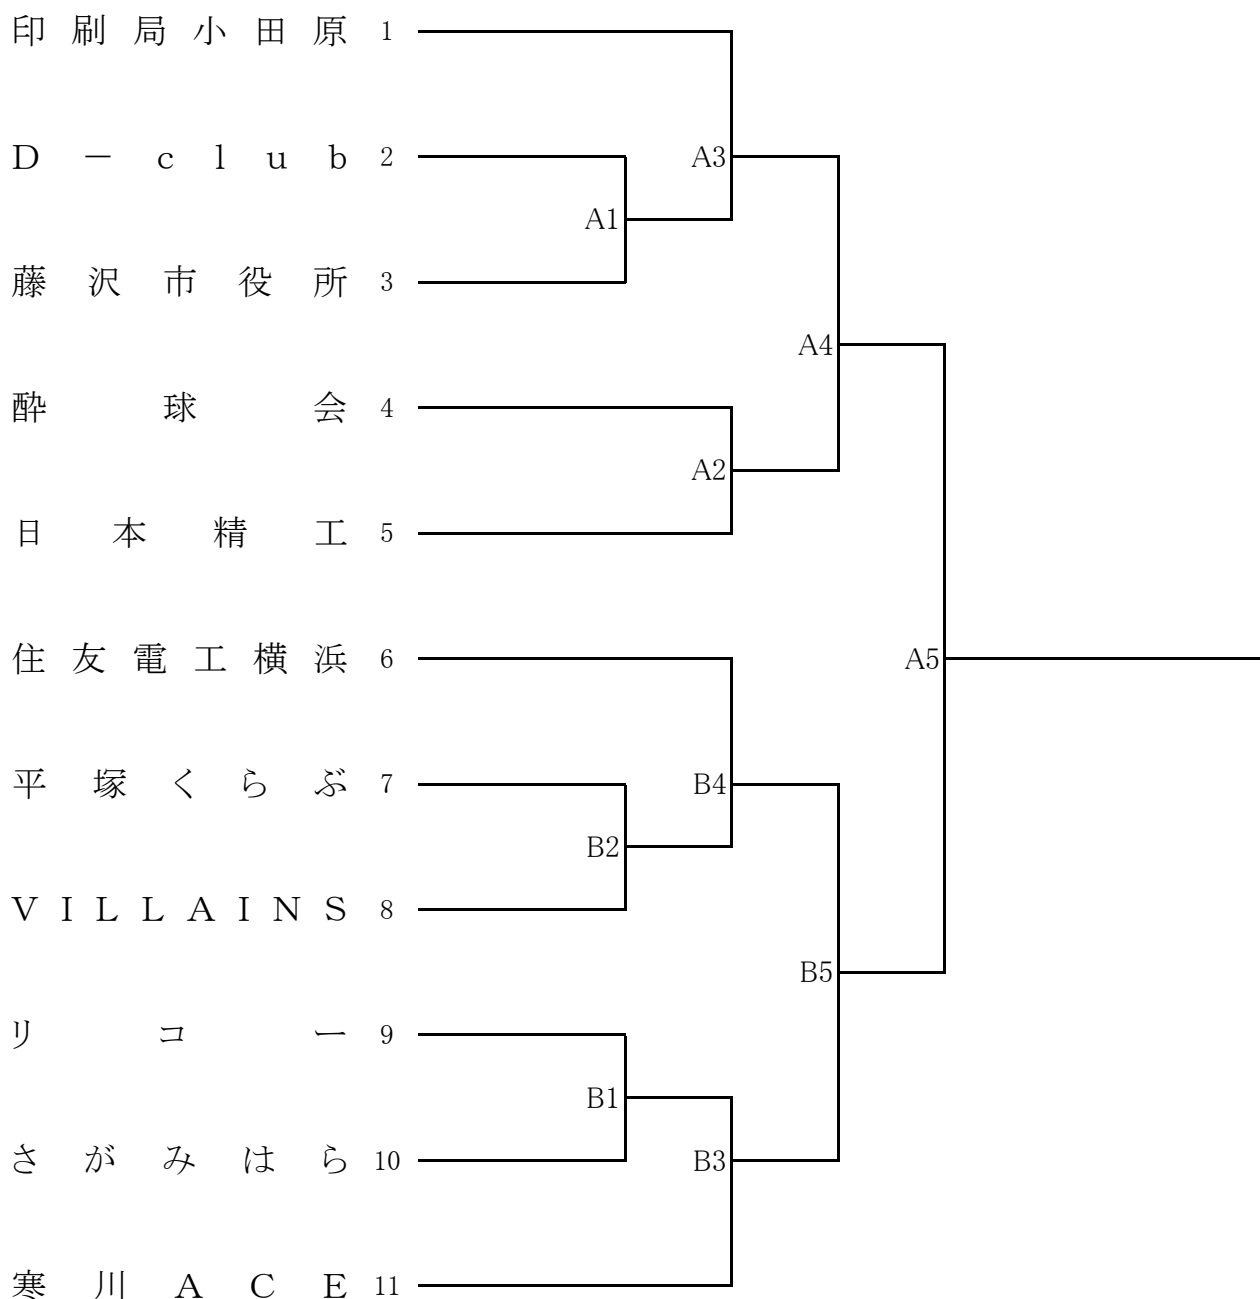 印刷局小田原 1
D－club 2
A3
A1
藤沢市役所 3
A4
酔球会 4
A2
日本精工 5
住友電工横浜 6
A5
平塚くらぶ 7
B4
B2
VILLAINS 8
B5
リコー 9
B1
さがみはら 10
B3
寒川ACE 11